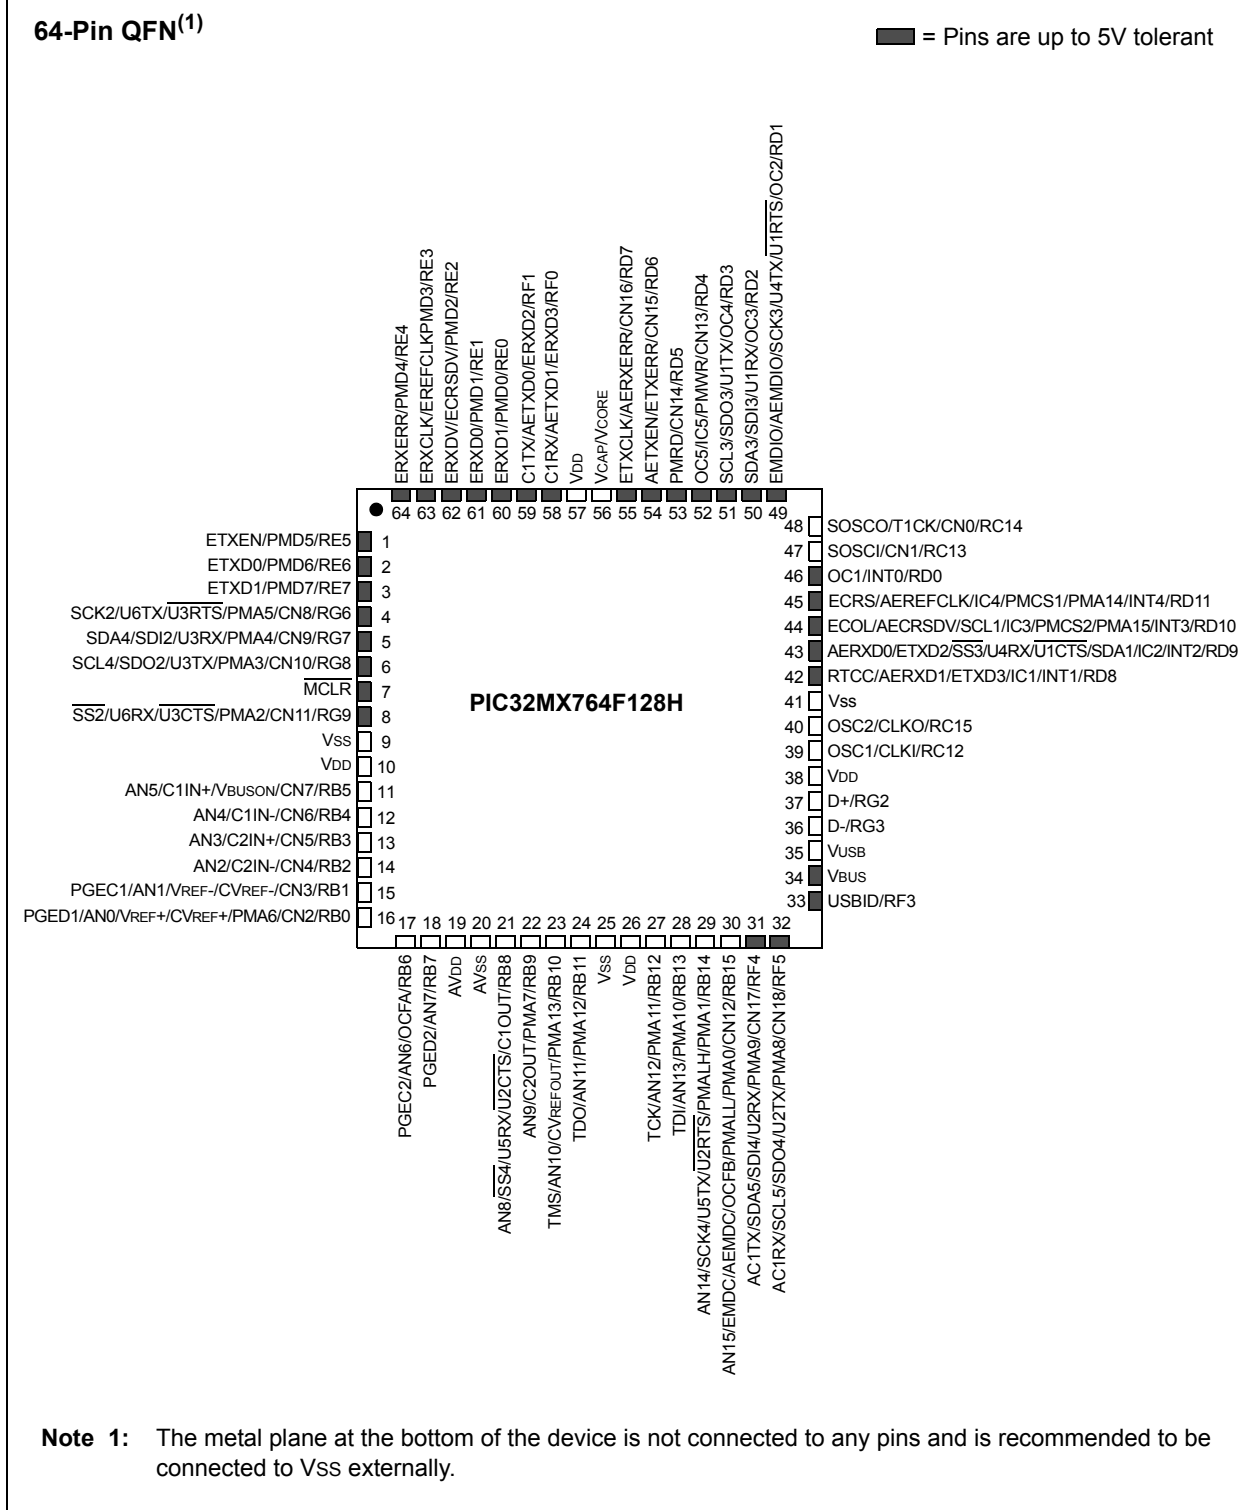 64-Pin QFN(1)
= Pins are up to 5V tolerant
ERXERR/PMD4/RE4
ERXCLK/EREFCLKPMD3/RE3
ERXDV/ECRSDV/PMD2/RE2
ERXD0/PMD1/RE1
ERXD1/PMD0/RE0
C1TX/AETXD0/ERXD2/RF1
C1RX/AETXD1/ERXD3/RF0
VDD
VCAP/VCORE
ETXCLK/AERXERR/CN16/RD7
AETXEN/ETXERR/CN15/RD6
PMRD/CN14/RD5
OC5/IC5/PMWR/CN13/RD4
SCL3/SDO3/U1TX/OC4/RD3
SDA3/SDI3/U1RX/OC3/RD2
EMDIO/AEMDIO/SCK3/U4TX/U1RTS/OC2/RD1
64 63 62 61 60 59 58 57 56 55 54 53 52 51 50 49
ETXEN/PMD5/RE5 1
ETXD0/PMD6/RE6 2
ETXD1/PMD7/RE7 3
SCK2/U6TX/U3RTS/PMA5/CN8/RG6 4
SDA4/SDI2/U3RX/PMA4/CN9/RG7 5
SCL4/SDO2/U3TX/PMA3/CN10/RG8 6
MCLR 7
SS2/U6RX/U3CTS/PMA2/CN11/RG9 8
VSS 9
VDD 10
AN5/C1IN+/VBUSON/CN7/RB5 11
AN4/C1IN-/CN6/RB4 12
AN3/C2IN+/CN5/RB3 13
AN2/C2IN-/CN4/RB2 14
PGEC1/AN1/VREF-/CVREF-/CN3/RB1 15
PGED1/AN0/VREF+/CVREF+/PMA6/CN2/RB0 16
PIC32MX764F128H
48 SOSCO/T1CK/CN0/RC14
47 SOSCI/CN1/RC13
46 OC1/INT0/RD0
45 ECRS/AEREFCLK/IC4/PMCS1/PMA14/INT4/RD11
44 ECOL/AECRSDV/SCL1/IC3/PMCS2/PMA15/INT3/RD10
43 AERXD0/ETXD2/SS3/U4RX/U1CTS/SDA1/IC2/INT2/RD9
42 RTCC/AERXD1/ETXD3/IC1/INT1/RD8
41 Vss
40 OSC2/CLKO/RC15
39 OSC1/CLKI/RC12
38 VDD
37 D+/RG2
36 D-/RG3
35 VUSB
34 VBUS
33 USBID/RF3
17 18 19 20 21 22 23 24 25 26 27 28 29 30 31 32
PGEC2/AN6/OCFA/RB6
PGED2/AN7/RB7
AVDD
AVSS
AN8/SS4/U5RX/U2CTS/C1OUT/RB8
AN9/C2OUT/PMA7/RB9
TMS/AN10/CVREFOUT/PMA13/RB10
TDO/AN11/PMA12/RB11
VSS
VDD
TCK/AN12/PMA11/RB12
TDI/AN13/PMA10/RB13
AN14/SCK4/U5TX/U2RTS/PMALH/PMA1/RB14
AN15/EMDC/AEMDC/OCFB/PMALL/PMA0/CN12/RB15
AC1TX/SDA5/SDI4/U2RX/PMA9/CN17/RF4
AC1RX/SCL5/SDO4/U2TX/PMA8/CN18/RF5
Note 1: The metal plane at the bottom of the device is not connected to any pins and is recommended to be
connected to VSS externally.